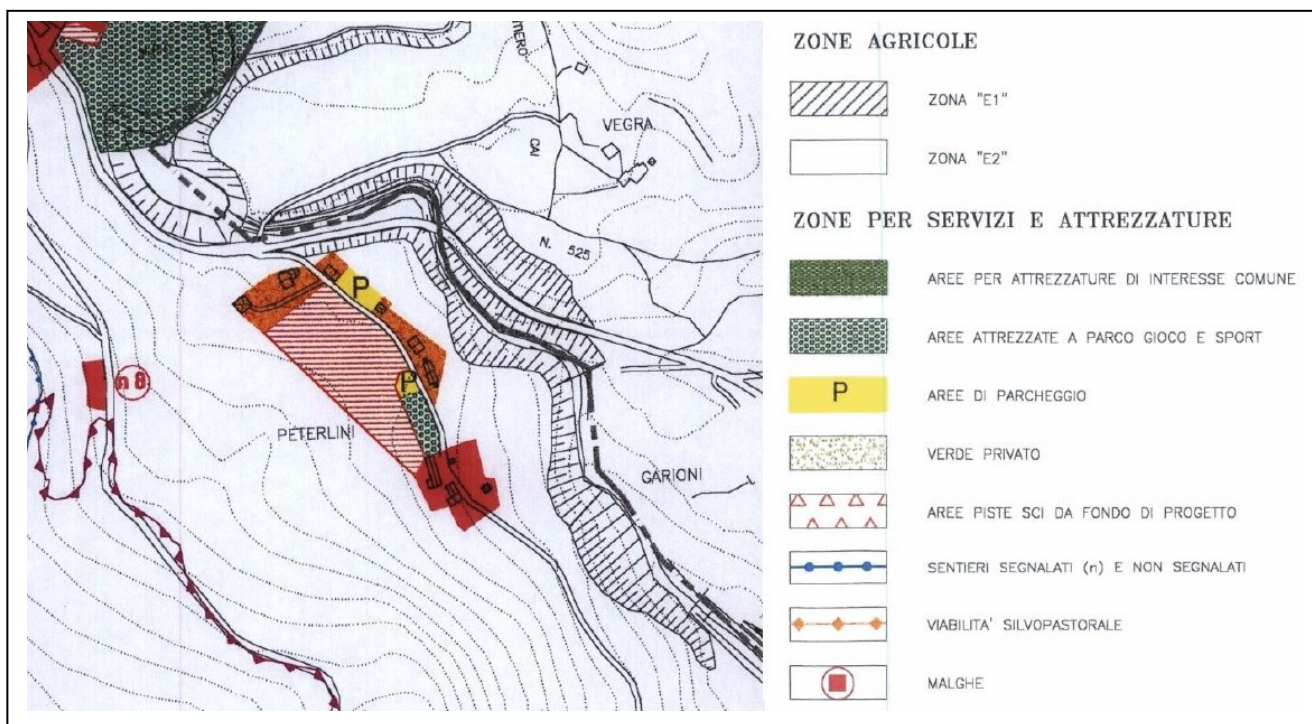 VEGRA
CAI
N. 525
P
a
P
n 8
PETERLINI
GARIONI
ZONE AGRICOLE
ZONA "E1"
ZONA "E2"
ZONE PER SERVIZI E ATTREZZATURE
AREE PER ATTREZZATURE DI INTERESSE COMUNE
AREE ATTREZZATE A PARCO GIOCO E SPORT
P AREE DI PARCHEGGIO
VERDE PRIVATO
AREE PISTE SCI DA FONDO DI PROGETTO
SENTIERI SEGNALATI (n) E NON SEGNALATI
VIABILITA' SILVOPASTORALE
MALGHE